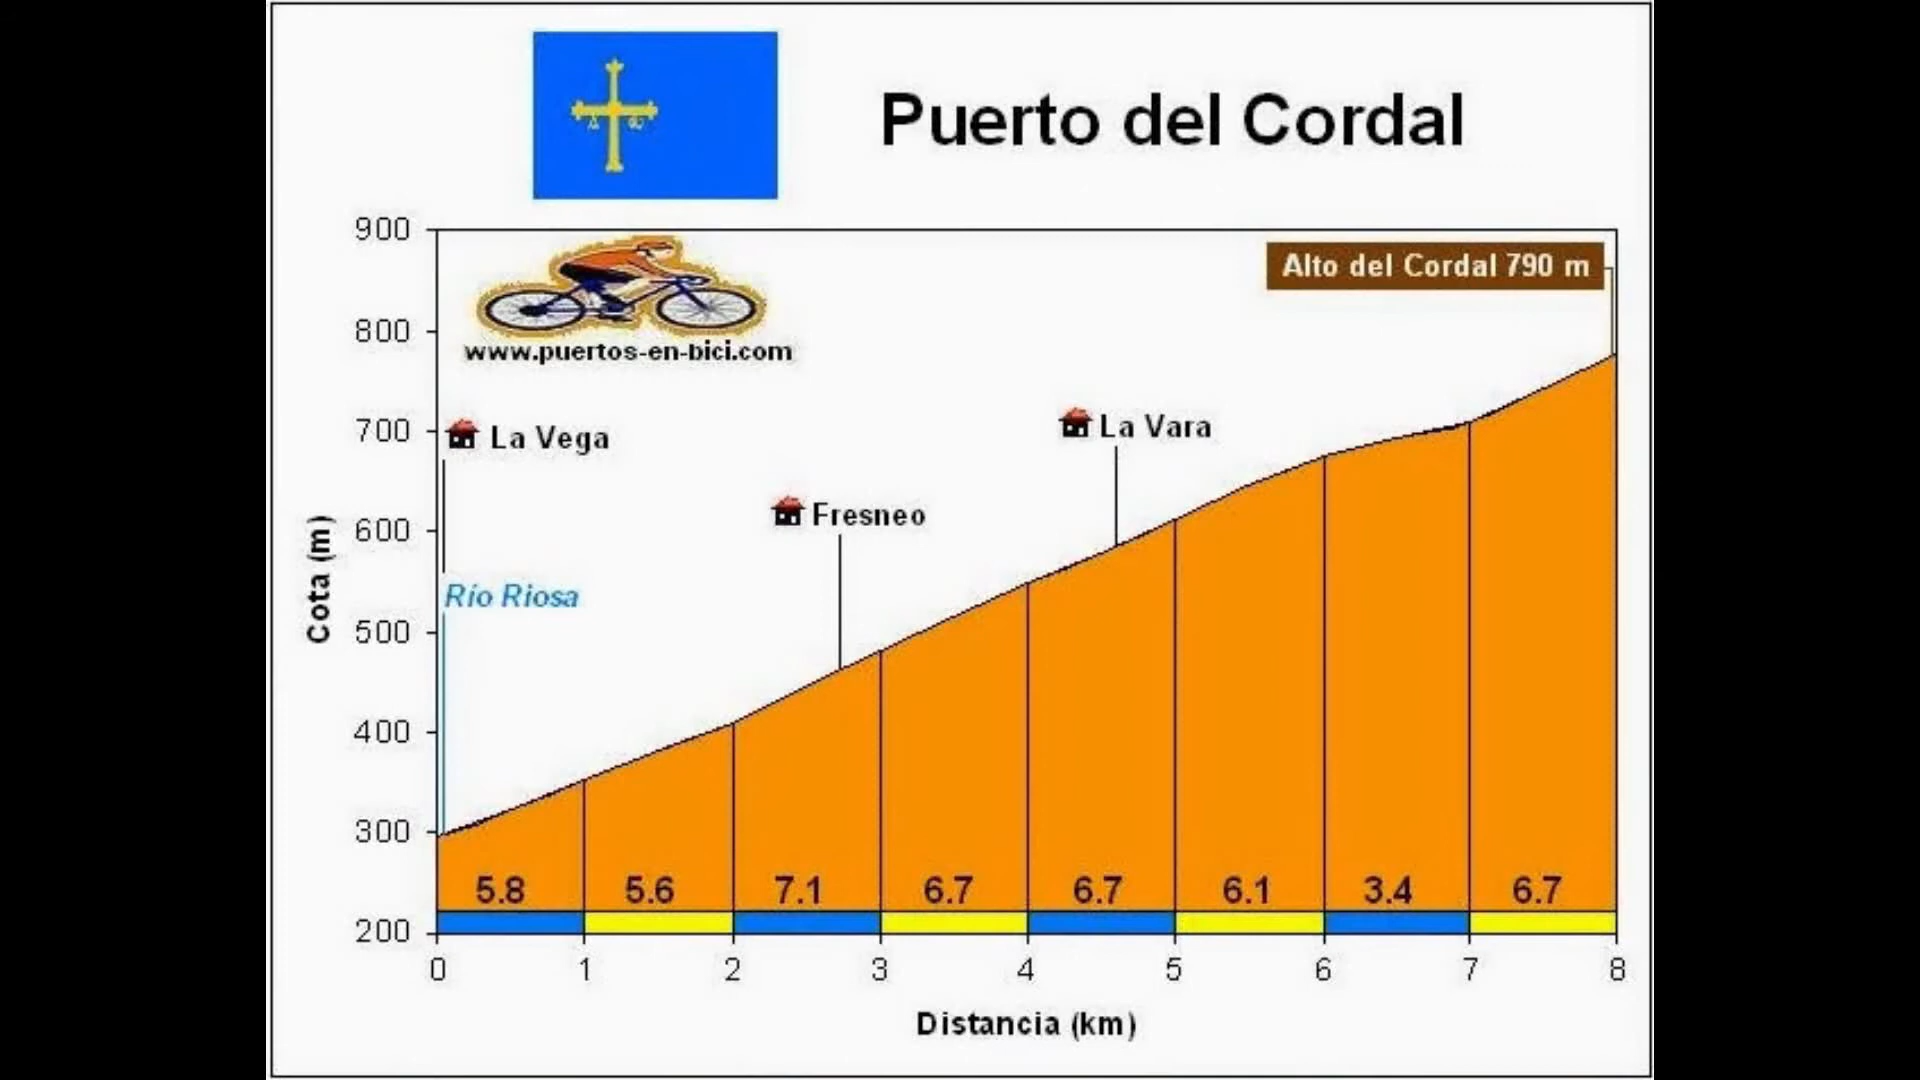 Puerto del Cordal
900
Alto del Cordal 790 m
800
www.puertos-en-bici.com
700
La Vega
La Vara
600
Fresneo
Cota (m)
Río Riosa
500
400
300
5.8 5.6 7.1 6.7 6.7 6.1 3.4 6.7
200
0 1 2 3 4 5 6 7 8
Distancia (km)